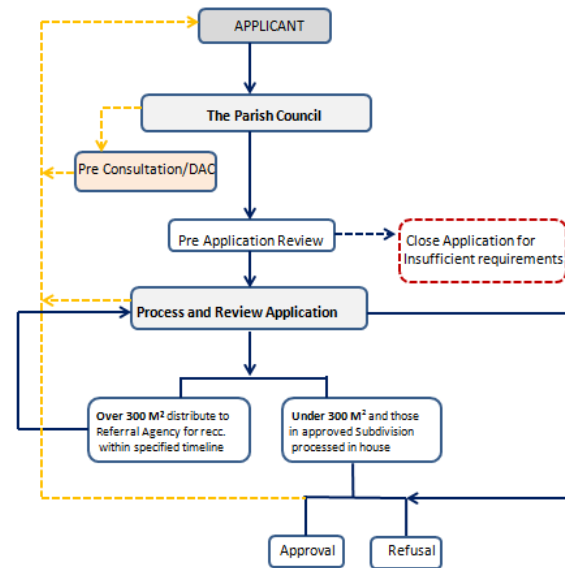 APPLICANT
The Parish Council
Pre Consultation/DAC
Pre Application Review
Close Application for
Insufficient requirements
Process and Review Application
Over 300 M² distribute to
Referral Agency for recc.
within specified timeline
Under 300 M² and those
in approved Subdivision
processed in house
Approval
Refusal